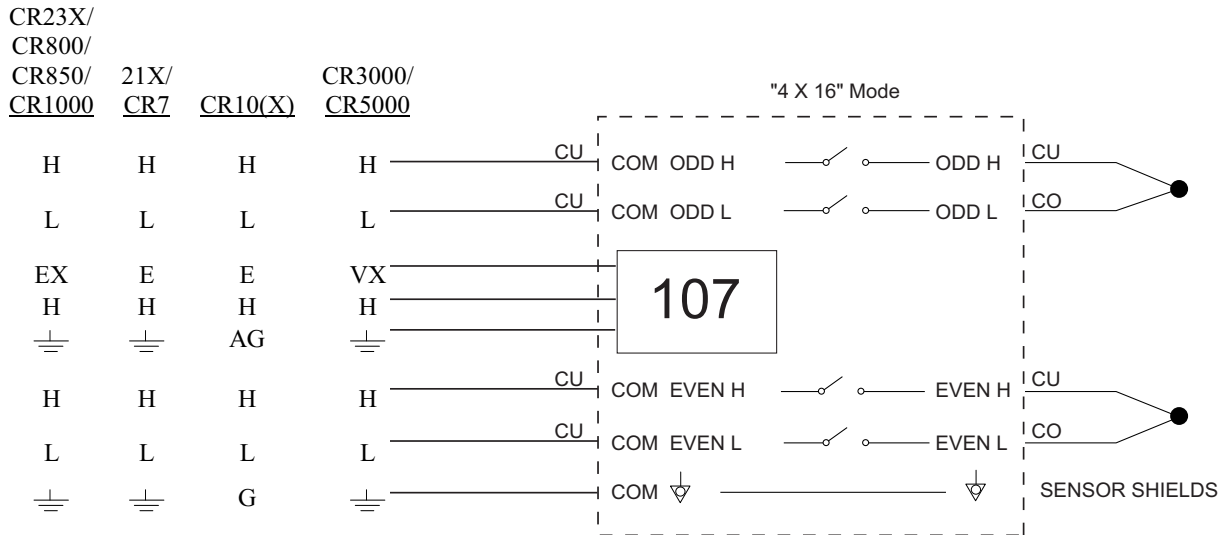 CR23X/
CR800/
CR850/ 21X/ CR3000/
CR1000 CR7 CR10(X) CR5000
"4 X 16" Mode
H H H H CU COM ODD H ODD H CU
L L L L CU COM ODD L ODD L CO
EX E E VX
107
H H H H
AG
H H H H CU COM EVEN H EVEN H CU
L L L L CU COM EVEN L EVEN L CO
G COM SENSOR SHIELDS